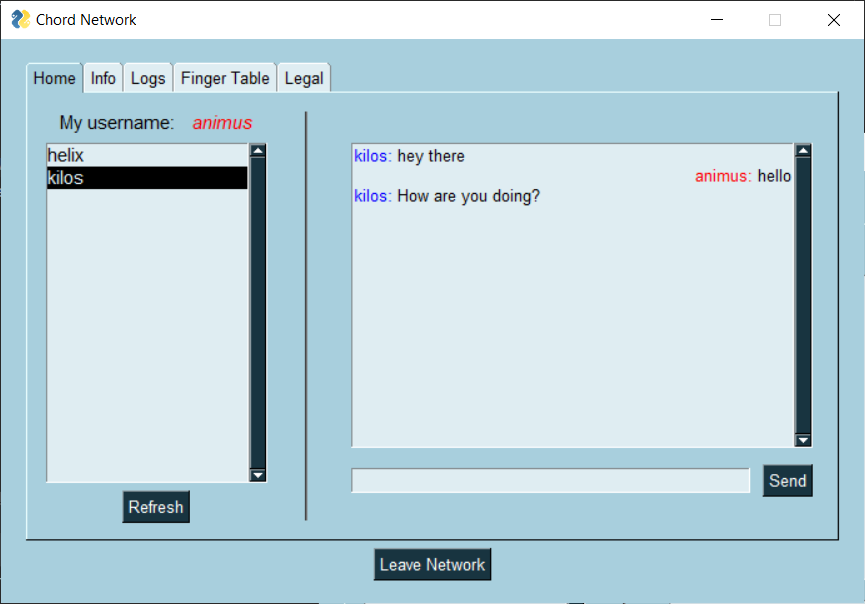 Chord Network
Home Info Logs Finger Table Legal
My username: animus
helix
kilos
kilos: hey there
animus: hello
kilos: How are you doing?
Send
Refresh
Leave Network